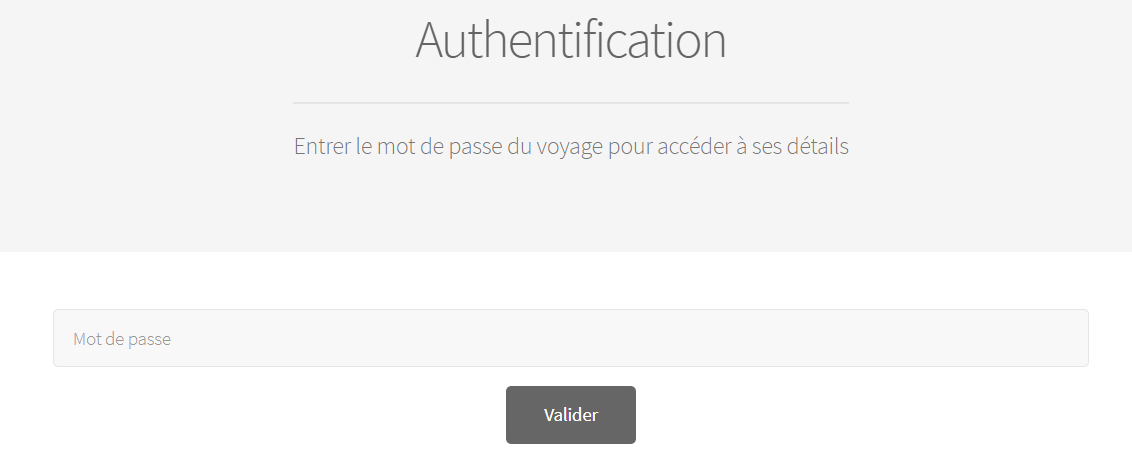 Authentification
Entrer le mot de passe du voyage pour accéder à ses détails
Mot de passe
Valider